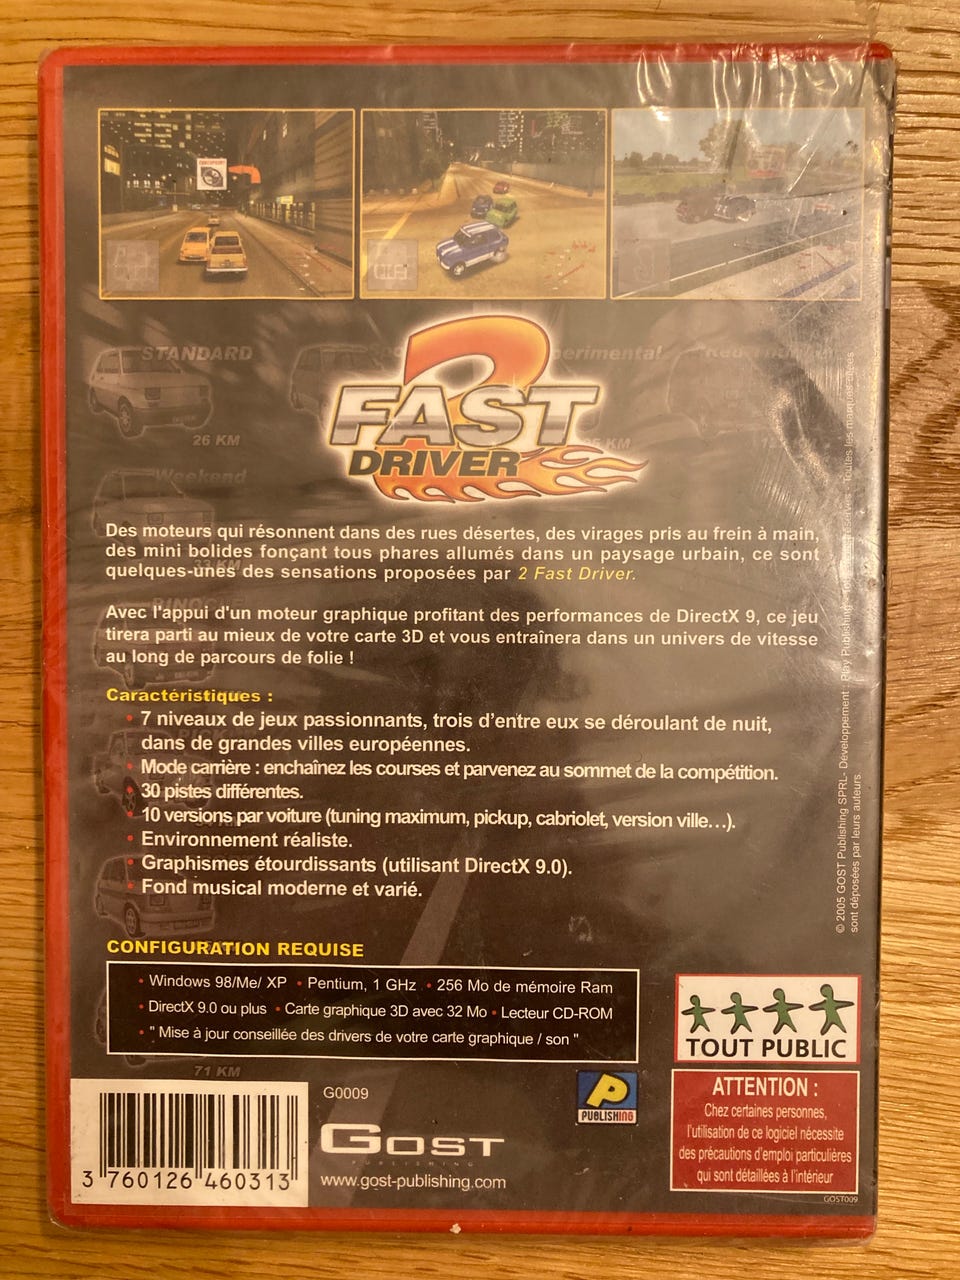 2
FAST
DRIVER
STANDARD
26 KM
Weekend
Des moteurs qui résonnent dans des rues désertes, des virages pris au frein à main,
des mini bolides fonçant tous phares allumés dans un paysage urbain, ce sont
quelques-unes des sensations proposées par 2 Fast Driver.
Avec l'appui d'un moteur graphique profitant des performances de DirectX 9, ce jeu
tirera parti au mieux de votre carte 3D et vous entraînera dans un univers de vitesse
au long de parcours de folie !
Caractéristiques :
• 7 niveaux de jeux passionnants, trois d'entre eux se déroulant de nuit,
dans de grandes villes européennes.
• Mode carrière : enchaînez les courses et parvenez au sommet de la compétition.
• 30 pistes différentes.
• 10 versions par voiture (tuning maximum, pickup, cabriolet, version ville…).
• Environnement réaliste.
• Graphismes étourdissants (utilisant DirectX 9.0).
• Fond musical moderne et varié.
CONFIGURATION REQUISE
• Windows 98/Me/ XP • Pentium, 1 GHz • 256 Mo de mémoire Ram
• DirectX 9.0 ou plus • Carte graphique 3D avec 32 Mo • Lecteur CD-ROM
• " Mise à jour conseillée des drivers de votre carte graphique / son "
71 KM
TOUT PUBLIC
ATTENTION :
Chez certaines personnes,
l'utilisation de ce logiciel nécessite
des précautions d'emploi particulières
qui sont détaillées à l'intérieur
GOST009
G0009
P
PUBLISHING
GOST
PUBLISHING
www.gost-publishing.com
3 760126 460313
© 2005 GOST Publishing SPRL- Développement : Play Publishing- Tous droits réservés - Toutes les marques citées
sont déposées par leurs auteurs.